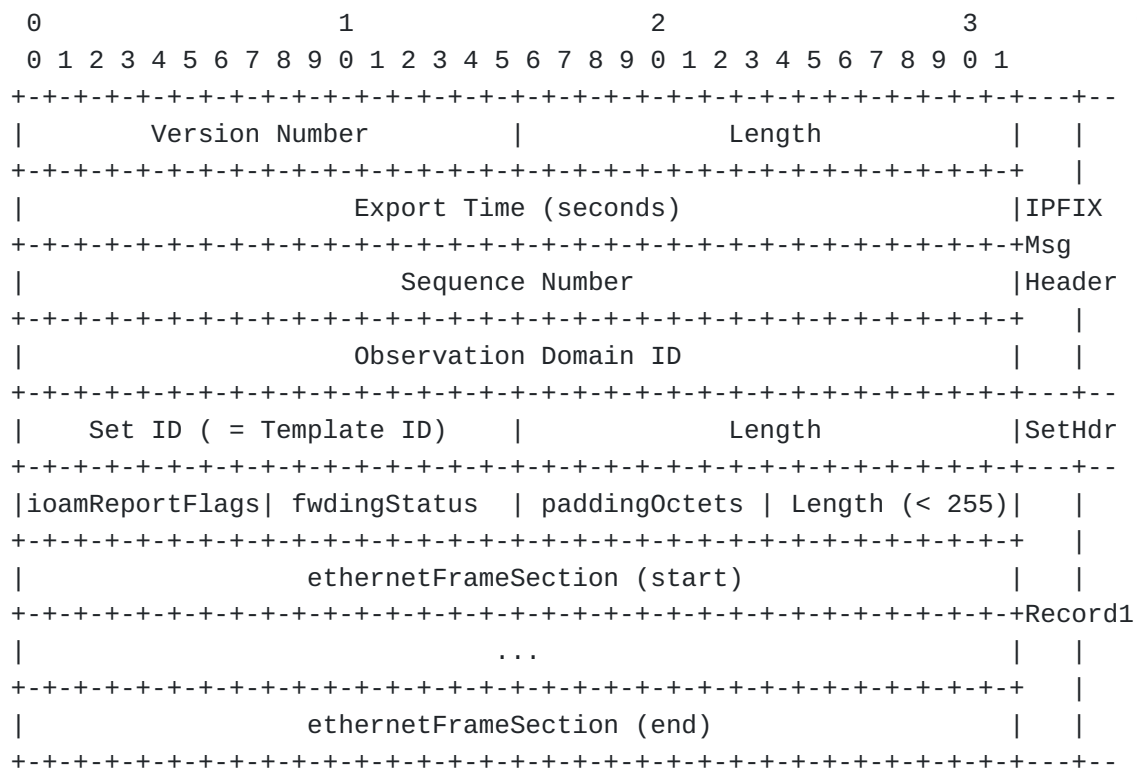 0                   1                   2                   3
 0 1 2 3 4 5 6 7 8 9 0 1 2 3 4 5 6 7 8 9 0 1 2 3 4 5 6 7 8 9 0 1
+-+-+-+-+-+-+-+-+-+-+-+-+-+-+-+-+-+-+-+-+-+-+-+-+-+-+-+-+-+-+-+-+---+--
|        Version Number         |             Length            |   |
+-+-+-+-+-+-+-+-+-+-+-+-+-+-+-+-+-+-+-+-+-+-+-+-+-+-+-+-+-+-+-+-+   |
|                     Export Time (seconds)                     |IPFIX
+-+-+-+-+-+-+-+-+-+-+-+-+-+-+-+-+-+-+-+-+-+-+-+-+-+-+-+-+-+-+-+-+Msg
|                        Sequence Number                        |Header
+-+-+-+-+-+-+-+-+-+-+-+-+-+-+-+-+-+-+-+-+-+-+-+-+-+-+-+-+-+-+-+-+   |
|                     Observation Domain ID                     |   |
+-+-+-+-+-+-+-+-+-+-+-+-+-+-+-+-+-+-+-+-+-+-+-+-+-+-+-+-+-+-+-+-+---+--
|    Set ID ( = Template ID)    |             Length            |SetHdr
+-+-+-+-+-+-+-+-+-+-+-+-+-+-+-+-+-+-+-+-+-+-+-+-+-+-+-+-+-+-+-+-+---+--
|ioamReportFlags| fwdingStatus  | paddingOctets | Length (< 255)|   |
+-+-+-+-+-+-+-+-+-+-+-+-+-+-+-+-+-+-+-+-+-+-+-+-+-+-+-+-+-+-+-+-+   |
|                  ethernetFrameSection (start)                 |   |
+-+-+-+-+-+-+-+-+-+-+-+-+-+-+-+-+-+-+-+-+-+-+-+-+-+-+-+-+-+-+-+-+Record1
|                              ...                              |   |
+-+-+-+-+-+-+-+-+-+-+-+-+-+-+-+-+-+-+-+-+-+-+-+-+-+-+-+-+-+-+-+-+   |
|                  ethernetFrameSection (end)                   |   |
+-+-+-+-+-+-+-+-+-+-+-+-+-+-+-+-+-+-+-+-+-+-+-+-+-+-+-+-+-+-+-+-+---+--